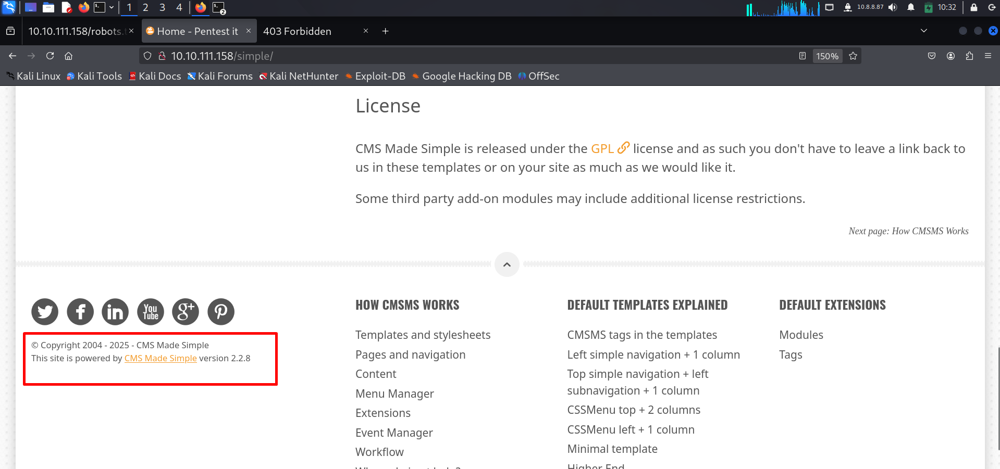 1 2 3 4 2 10.8.8.87 10:32
10.10.111.158/robots.t Home - Pentest it 403 Forbidden
10.10.111.158/simple/ 150%
Kali Linux Kali Tools Kali Docs Kali Forums Kali NetHunter Exploit-DB Google Hacking DB OffSec
License
CMS Made Simple is released under the GPL license and as such you don't have to leave a link back to
us in these templates or on your site as much as we would like it.
Some third party add-on modules may include additional license restrictions.
Next page: How CMSMS Works
You
Tube
© Copyright 2004 - 2025 - CMS Made Simple
This site is powered by CMS Made Simple version 2.2.8
HOW CMSMS WORKS
Templates and stylesheets
Pages and navigation
Content
Menu Manager
Extensions
Event Manager
Workflow
DEFAULT TEMPLATES EXPLAINED
CMSMS tags in the templates
Left simple navigation + 1 column
Top simple navigation + left
subnavigation + 1 column
CSSMenu top + 2 columns
CSSMenu left + 1 column
Minimal template
Higher End
DEFAULT EXTENSIONS
Modules
Tags